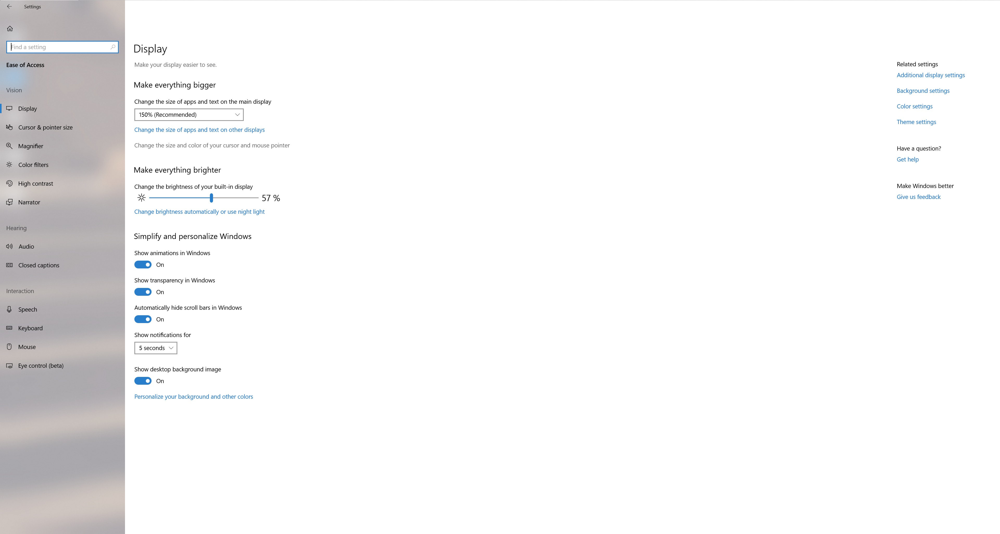 Settings
Find a setting
Ease of Access
Vision
Display
Cursor & pointer size
Magnifier
Color filters
High contrast
Narrator
Hearing
Audio
Closed captions
Interaction
Speech
Keyboard
Mouse
Eye control (beta)
Display
Make your display easier to see.
Make everything bigger
Change the size of apps and text on the main display
150% (Recommended)
Change the size of apps and text on other displays
Change the size and color of your cursor and mouse pointer
Make everything brighter
Change the brightness of your built-in display
57 %
Change brightness automatically or use night light
Simplify and personalize Windows
Show animations in Windows
On
Show transparency in Windows
On
Automatically hide scroll bars in Windows
On
Show notifications for
5 seconds
Show desktop background image
On
Personalize your background and other colors
Related settings
Additional display settings
Background settings
Color settings
Theme settings
Have a question?
Get help
Make Windows better
Give us feedback